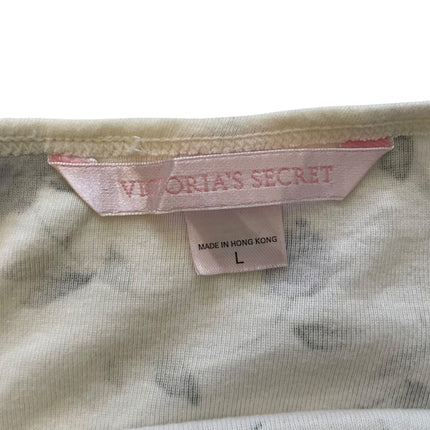 VICTORIA'S SECRET
MADE IN HONG KONG
L